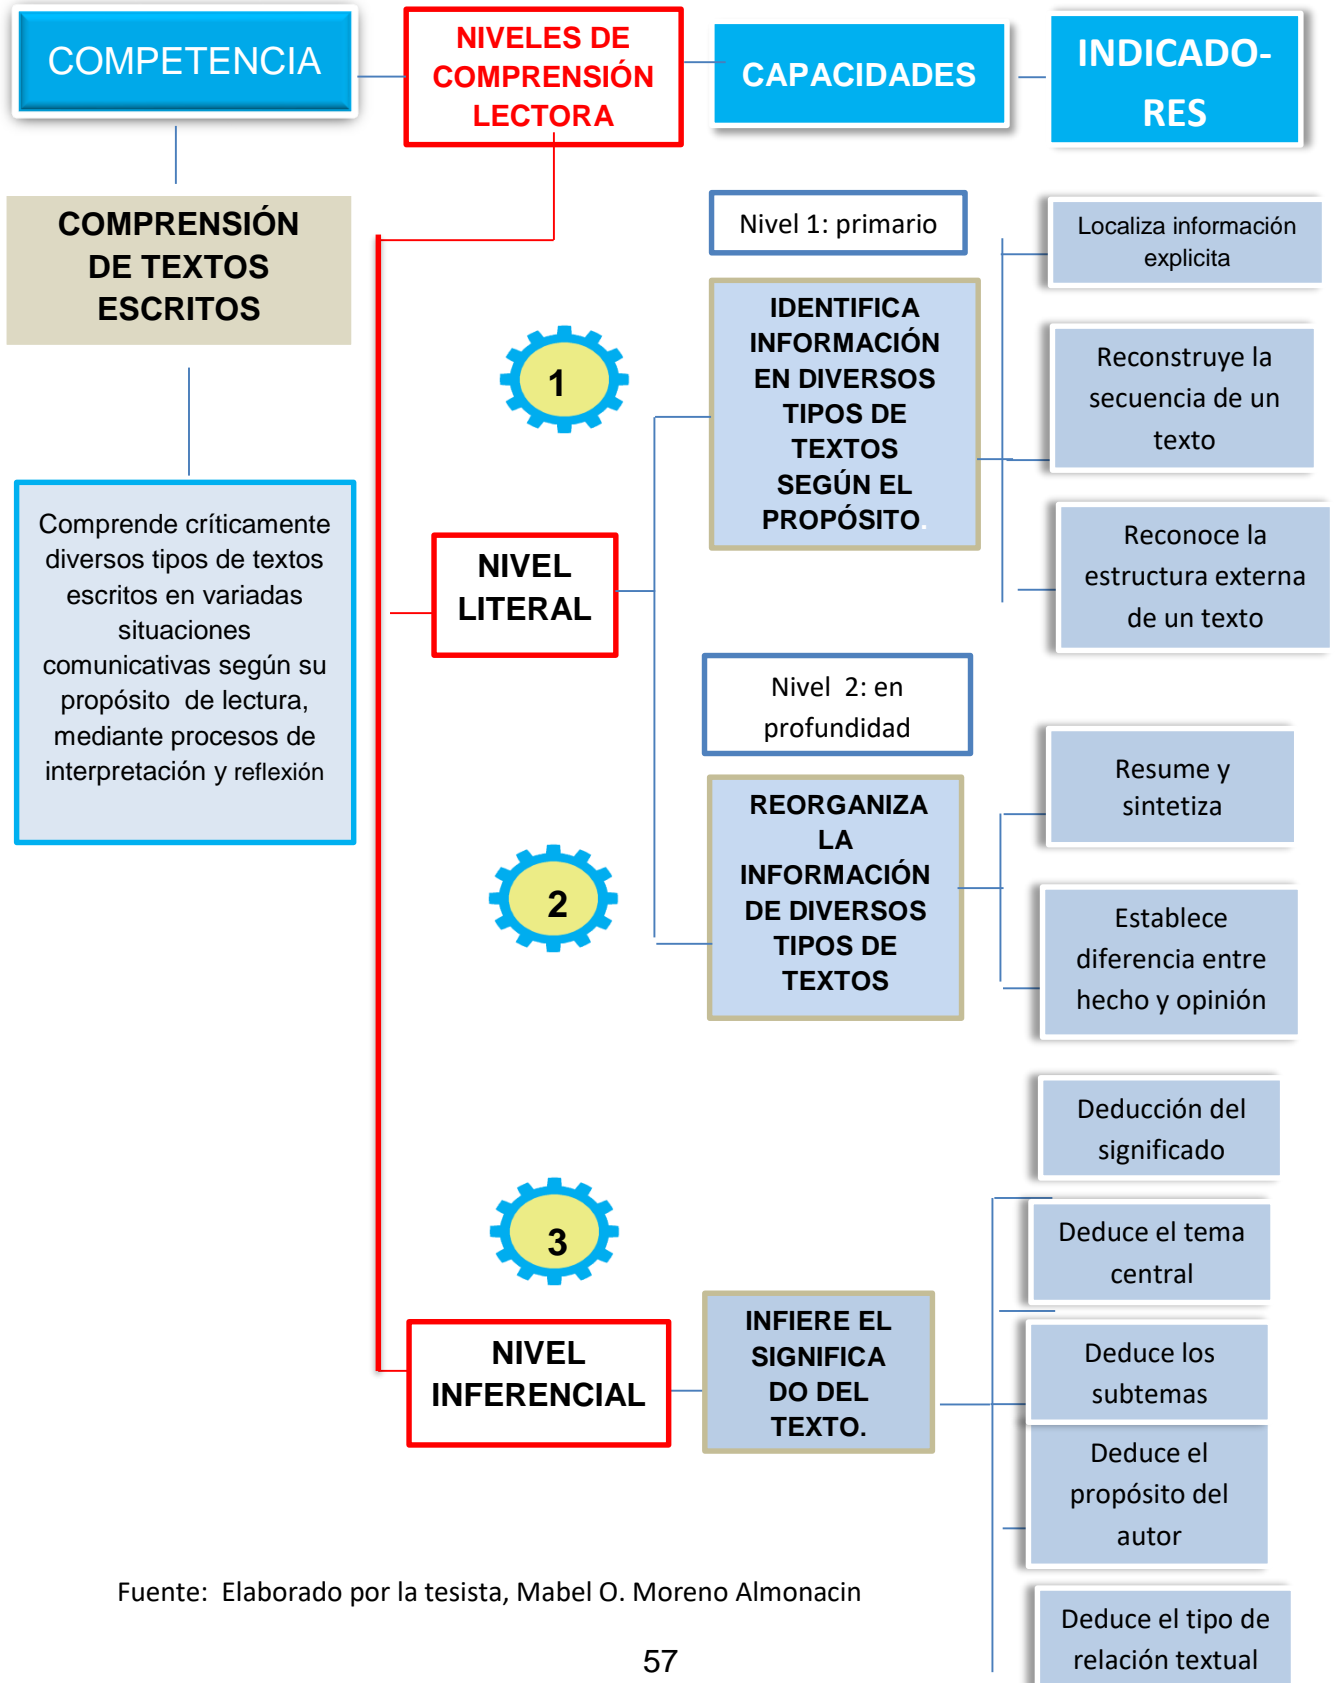 COMPETENCIA
NIVELES DE
COMPRENSIÓN
LECTORA
CAPACIDADES
INDICADO-
RES
COMPRENSIÓN
DE TEXTOS
ESCRITOS
Comprende críticamente
diversos tipos de textos
escritos en variadas
situaciones
comunicativas según su
propósito de lectura,
mediante procesos de
interpretación y reflexión
1
NIVEL
LITERAL
Nivel 1: primario
IDENTIFICA
INFORMACIÓN
EN DIVERSOS
TIPOS DE
TEXTOS
SEGÚN EL
PROPÓSITO.
Localiza información
explicita
Reconstruye la
secuencia de un
texto
Reconoce la
estructura externa
de un texto
2
Nivel 2: en
profundidad
REORGANIZA
LA
INFORMACIÓN
DE DIVERSOS
TIPOS DE
TEXTOS
Resume y
sintetiza
Establece
diferencia entre
hecho y opinión
3
NIVEL
INFERENCIAL
INFIERE EL
SIGNIFICA
DO DEL
TEXTO.
Deducción del
significado
Deduce el tema
central
Deduce los
subtemas
Deduce el
propósito del
autor
Deduce el tipo de
relación textual
Fuente: Elaborado por la tesista, Mabel O. Moreno Almonacin
57